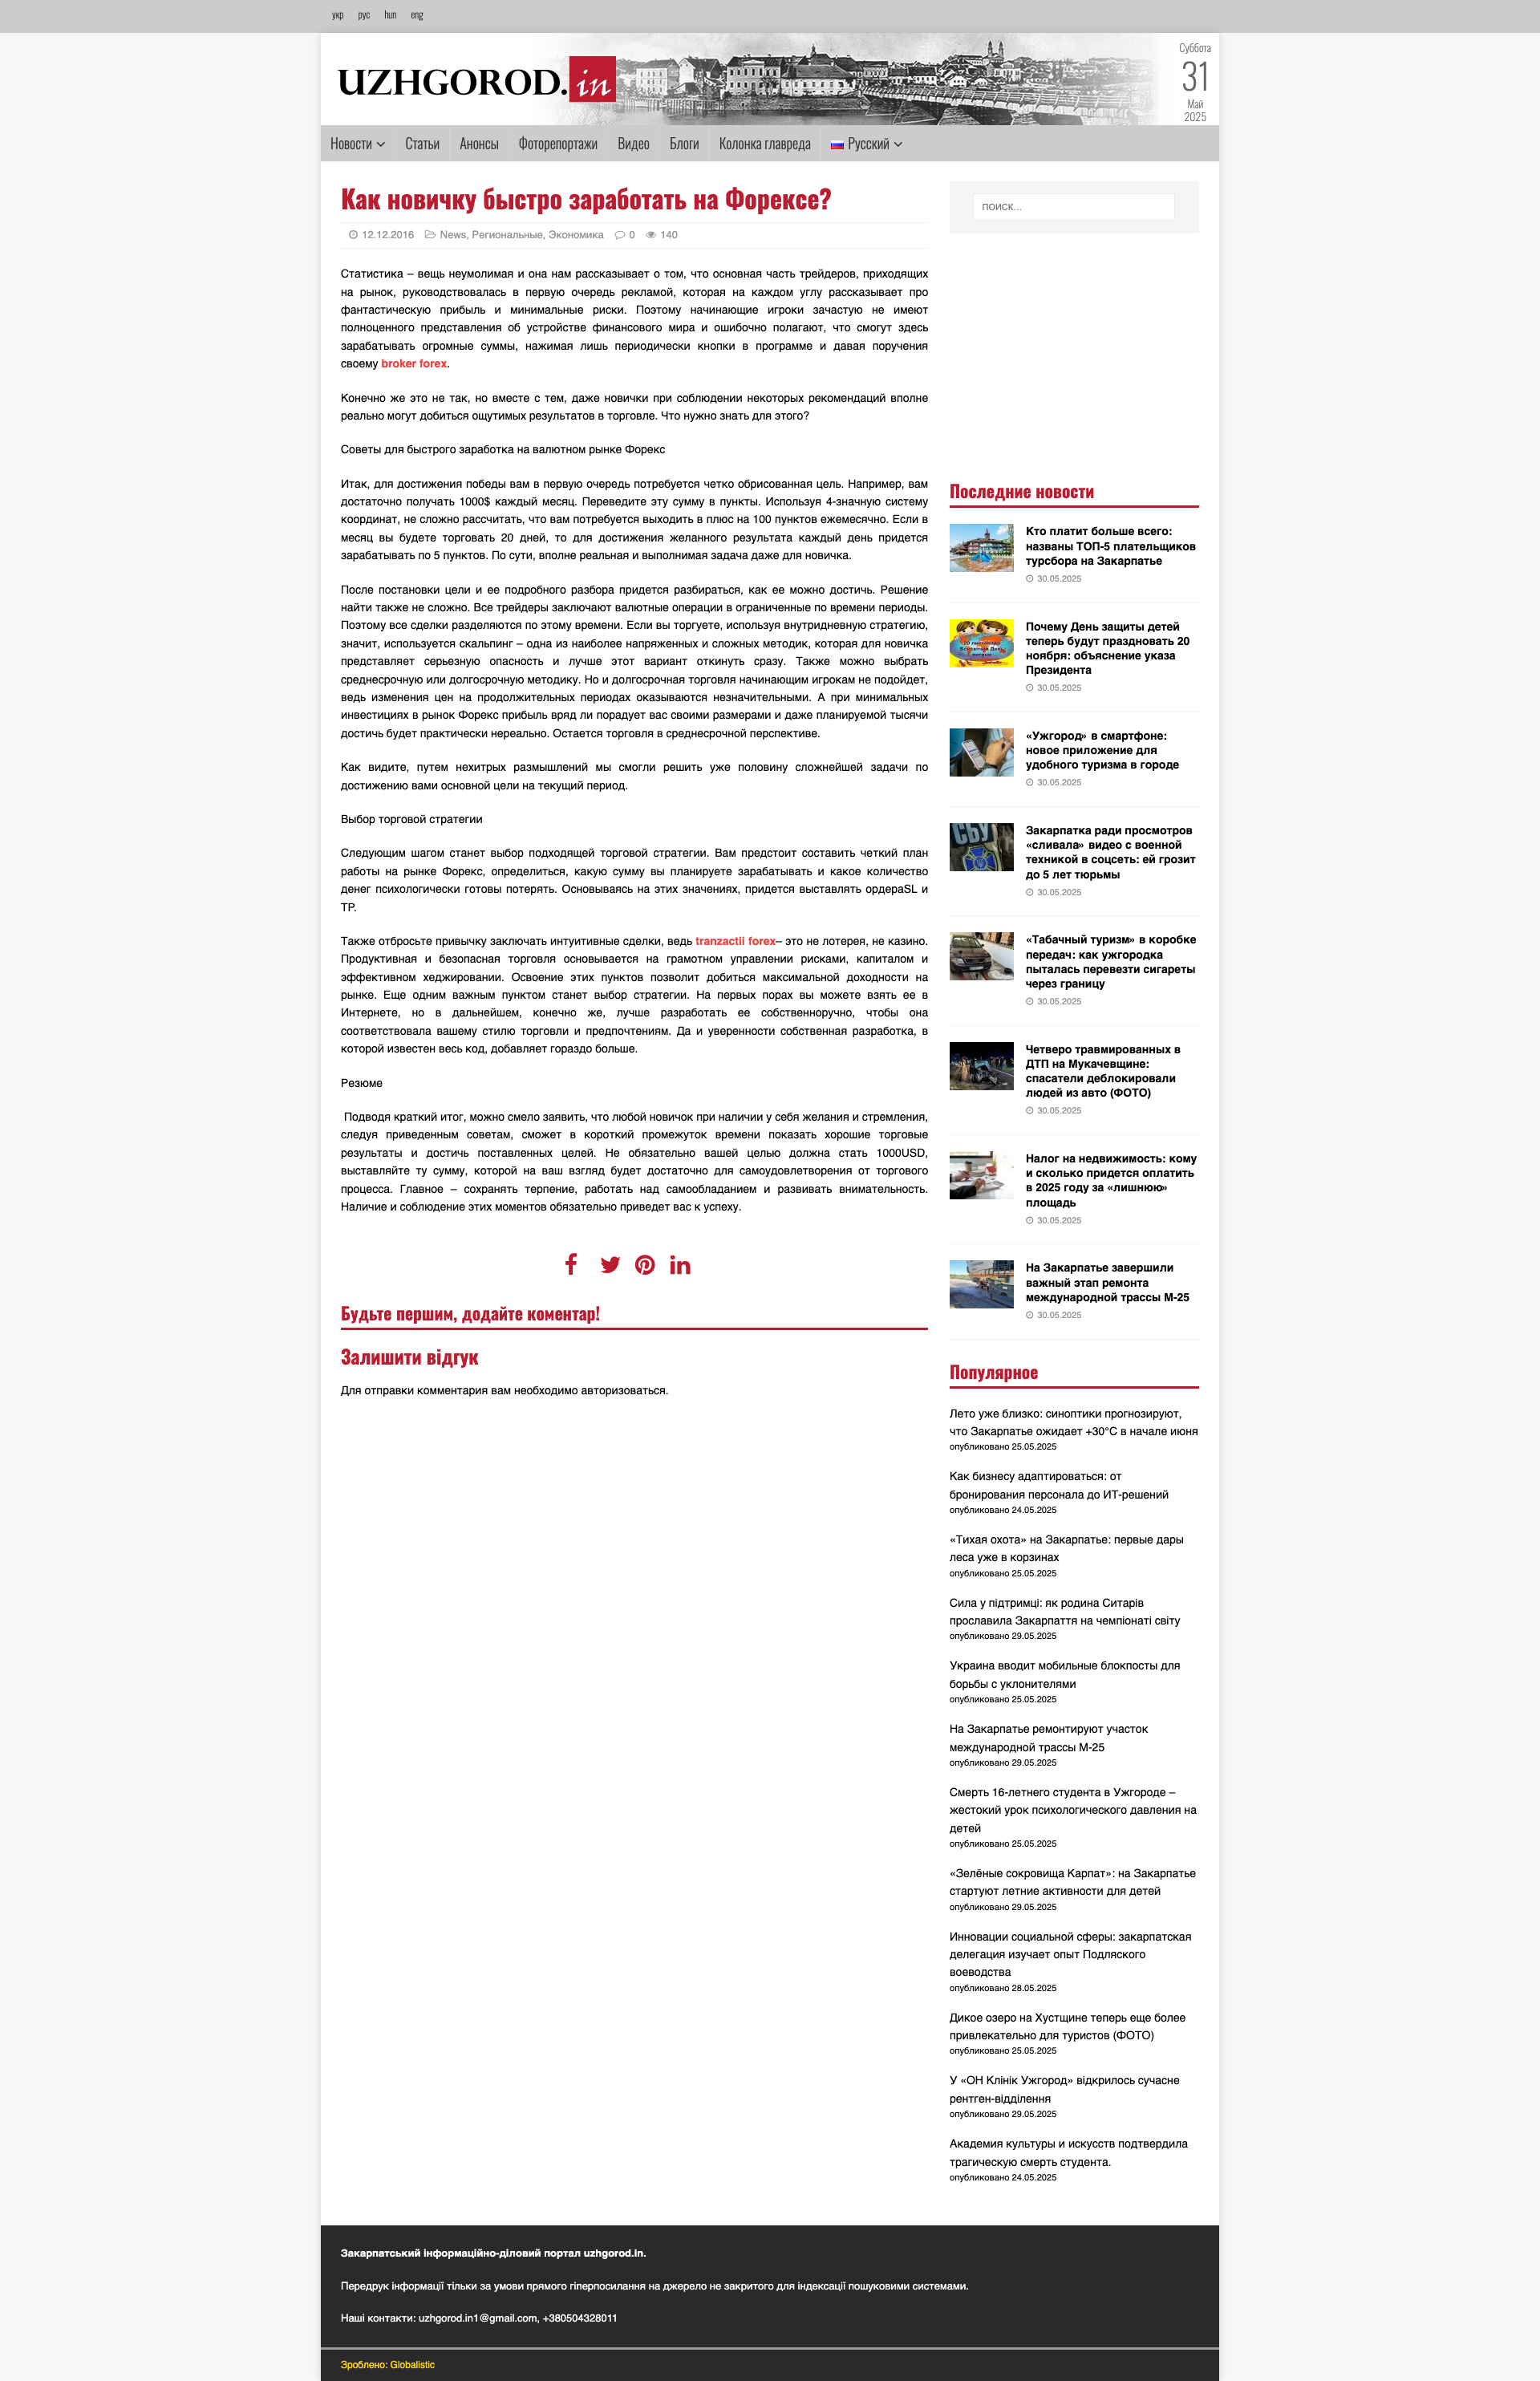 укр рус hun eng
UZHGOROD.in
Суббота
31
Май
2025
Новости Статьи Анонсы Фоторепортажи Видео Блоги Колонка главреда Русский
Как новичку быстро заработать на Форексе?
12.12.2016 News, Региональные, Экономика 0 140
Статистика – вещь неумолимая и она нам рассказывает о том, что основная часть трейдеров, приходящих
на рынок, руководствовалась в первую очередь рекламой, которая на каждом углу рассказывает про
фантастическую прибыль и минимальные риски. Поэтому начинающие игроки зачастую не имеют
полноценного представления об устройстве финансового мира и ошибочно полагают, что смогут здесь
зарабатывать огромные суммы, нажимая лишь периодически кнопки в программе и давая поручения
своему broker forex.
Конечно же это не так, но вместе с тем, даже новички при соблюдении некоторых рекомендаций вполне
реально могут добиться ощутимых результатов в торговле. Что нужно знать для этого?
Советы для быстрого заработка на валютном рынке Форекс
Итак, для достижения победы вам в первую очередь потребуется четко обрисованная цель. Например, вам
достаточно получать 1000$ каждый месяц. Переведите эту сумму в пункты. Используя 4-значную систему
координат, не сложно рассчитать, что вам потребуется выходить в плюс на 100 пунктов ежемесячно. Если в
месяц вы будете торговать 20 дней, то для достижения желанного результата каждый день придется
зарабатывать по 5 пунктов. По сути, вполне реальная и выполнимая задача даже для новичка.
После постановки цели и ее подробного разбора придется разбираться, как ее можно достичь. Решение
найти также не сложно. Все трейдеры заключают валютные операции в ограниченные по времени периоды.
Поэтому все сделки разделяются по этому времени. Если вы торгуете, используя внутридневную стратегию,
значит, используется скальпинг – одна из наиболее напряженных и сложных методик, которая для новичка
представляет серьезную опасность и лучше этот вариант откинуть сразу. Также можно выбрать
среднесрочную или долгосрочную методику. Но и долгосрочная торговля начинающим игрокам не подойдет,
ведь изменения цен на продолжительных периодах оказываются незначительными. А при минимальных
инвестициях в рынок Форекс прибыль вряд ли порадует вас своими размерами и даже планируемой тысячи
достичь будет практически нереально. Остается торговля в среднесрочной перспективе.
Как видите, путем нехитрых размышлений мы смогли решить уже половину сложнейшей задачи по
достижению вами основной цели на текущий период.
Выбор торговой стратегии
Следующим шагом станет выбор подходящей торговой стратегии. Вам предстоит составить четкий план
работы на рынке Форекс, определиться, какую сумму вы планируете зарабатывать и какое количество
денег психологически готовы потерять. Основываясь на этих значениях, придется выставлять ордераSL и
TP.
Также отбросьте привычку заключать интуитивные сделки, ведь tranzactii forex– это не лотерея, не казино.
Продуктивная и безопасная торговля основывается на грамотном управлении рисками, капиталом и
эффективном хеджировании. Освоение этих пунктов позволит добиться максимальной доходности на
рынке. Еще одним важным пунктом станет выбор стратегии. На первых порах вы можете взять ее в
Интернете, но в дальнейшем, конечно же, лучше разработать ее собственноручно, чтобы она
соответствовала вашему стилю торговли и предпочтениям. Да и уверенности собственная разработка, в
которой известен весь код, добавляет гораздо больше.
Резюме
Подводя краткий итог, можно смело заявить, что любой новичок при наличии у себя желания и стремления,
следуя приведенным советам, сможет в короткий промежуток времени показать хорошие торговые
результаты и достичь поставленных целей. Не обязательно вашей целью должна стать 1000USD,
выставляйте ту сумму, которой на ваш взгляд будет достаточно для самоудовлетворения от торгового
процесса. Главное – сохранять терпение, работать над самообладанием и развивать внимательность.
Наличие и соблюдение этих моментов обязательно приведет вас к успеху.
Будьте першим, додайте коментар!
Залишити відгук
Для отправки комментария вам необходимо авторизоваться.
ПОИСК...
Последние новости
Кто платит больше всего:
названы ТОП-5 плательщиков
турсбора на Закарпатье
30.05.2025
Почему День защиты детей
теперь будут праздновать 20
ноября: объяснение указа
Президента
30.05.2025
«Ужгород» в смартфоне:
новое приложение для
удобного туризма в городе
30.05.2025
СБУ
Закарпатка ради просмотров
«сливала» видео с военной
техникой в соцсеть: ей грозит
до 5 лет тюрьмы
30.05.2025
«Табачный туризм» в коробке
передач: как ужгородка
пыталась перевезти сигареты
через границу
30.05.2025
Четверо травмированных в
ДТП на Мукачевщине:
спасатели деблокировали
людей из авто (ФОТО)
30.05.2025
Налог на недвижимость: кому
и сколько придется оплатить
в 2025 году за «лишнюю»
площадь
30.05.2025
На Закарпатье завершили
важный этап ремонта
международной трассы М-25
30.05.2025
Популярное
Лето уже близко: синоптики прогнозируют,
что Закарпатье ожидает +30°С в начале июня
опубликовано 25.05.2025
Как бизнесу адаптироваться: от
бронирования персонала до ИТ-решений
опубликовано 24.05.2025
«Тихая охота» на Закарпатье: первые дары
леса уже в корзинах
опубликовано 25.05.2025
Сила у підтримці: як родина Ситарів
прославила Закарпаття на чемпіонаті світу
опубликовано 29.05.2025
Украина вводит мобильные блокпосты для
борьбы с уклонителями
опубликовано 25.05.2025
На Закарпатье ремонтируют участок
международной трассы М-25
опубликовано 29.05.2025
Смерть 16-летнего студента в Ужгороде –
жестокий урок психологического давления на
детей
опубликовано 25.05.2025
«Зелёные сокровища Карпат»: на Закарпатье
стартуют летние активности для детей
опубликовано 29.05.2025
Инновации социальной сферы: закарпатская
делегация изучает опыт Подляского
воеводства
опубликовано 28.05.2025
Дикое озеро на Хустщине теперь еще более
привлекательно для туристов (ФОТО)
опубликовано 25.05.2025
У «ОН Клінік Ужгород» відкрилось сучасне
рентген-відділення
опубликовано 29.05.2025
Академия культуры и искусств подтвердила
трагическую смерть студента.
опубликовано 24.05.2025
Закарпатський інформаційно-діловий портал uzhgorod.in.
Передрук інформації тільки за умови прямого гіперпосилання на джерело не закритого для індексації пошуковими системами.
Наші контакти: uzhgorod.in1@gmail.com, +380504328011
Зроблено: Globalistic